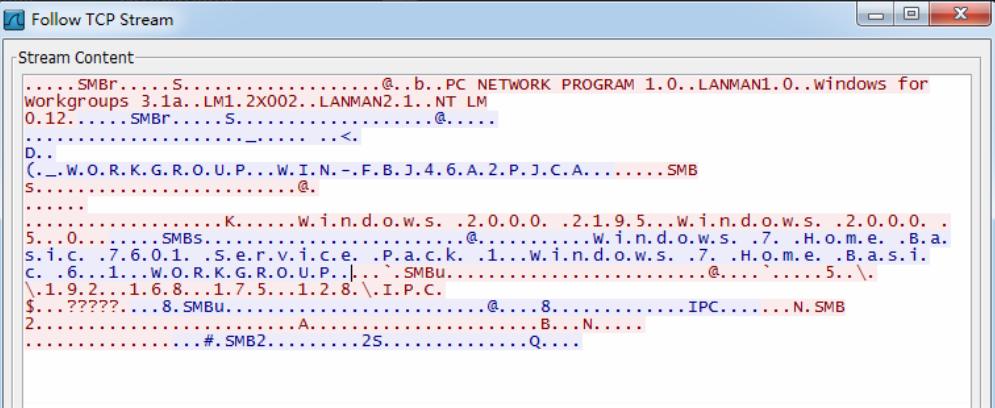 Follow TCP Stream
Stream Content
.....SMBr.....S....................@..b..PC NETWORK PROGRAM 1.0..LANMAN1.0..Windows for
Workgroups 3.1a..LM1.2X002..LANMAN2.1..NT LM
0.12......SMBr.....S....................@.....
........................_..... ..<.
D..
(._.W.O.R.K.G.R.O.U.P...W.I.N.-.F.B.J.4.6.A.2.P.J.C.A........SMB
s..........................@.
......
......................K......W.i.n.d.o.w.s. .2.0.0.0. .2.1.9.5...W.i.n.d.o.w.s. .2.0.0.0. .
5...0........SMBs..........................@...........W.i.n.d.o.w.s. .7. .H.o.m.e. .B.a.
s.i.c. .7.6.0.1. .S.e.r.v.i.c.e. .P.a.c.k. .1...W.i.n.d.o.w.s. .7. .H.o.m.e. .B.a.s.i.
c. .6...1...W.O.R.K.G.R.O.U.P.....`.SMBu..........................@....`.....5..\.
\.1.9.2...1.6.8...1.7.5...1.2.8.\.I.P.C.
$...?????....8.SMBu..........................@....8..............IPC........N.SMB
2..........................A.......................B...N.....
...................#.SMB2.........2S...............Q....